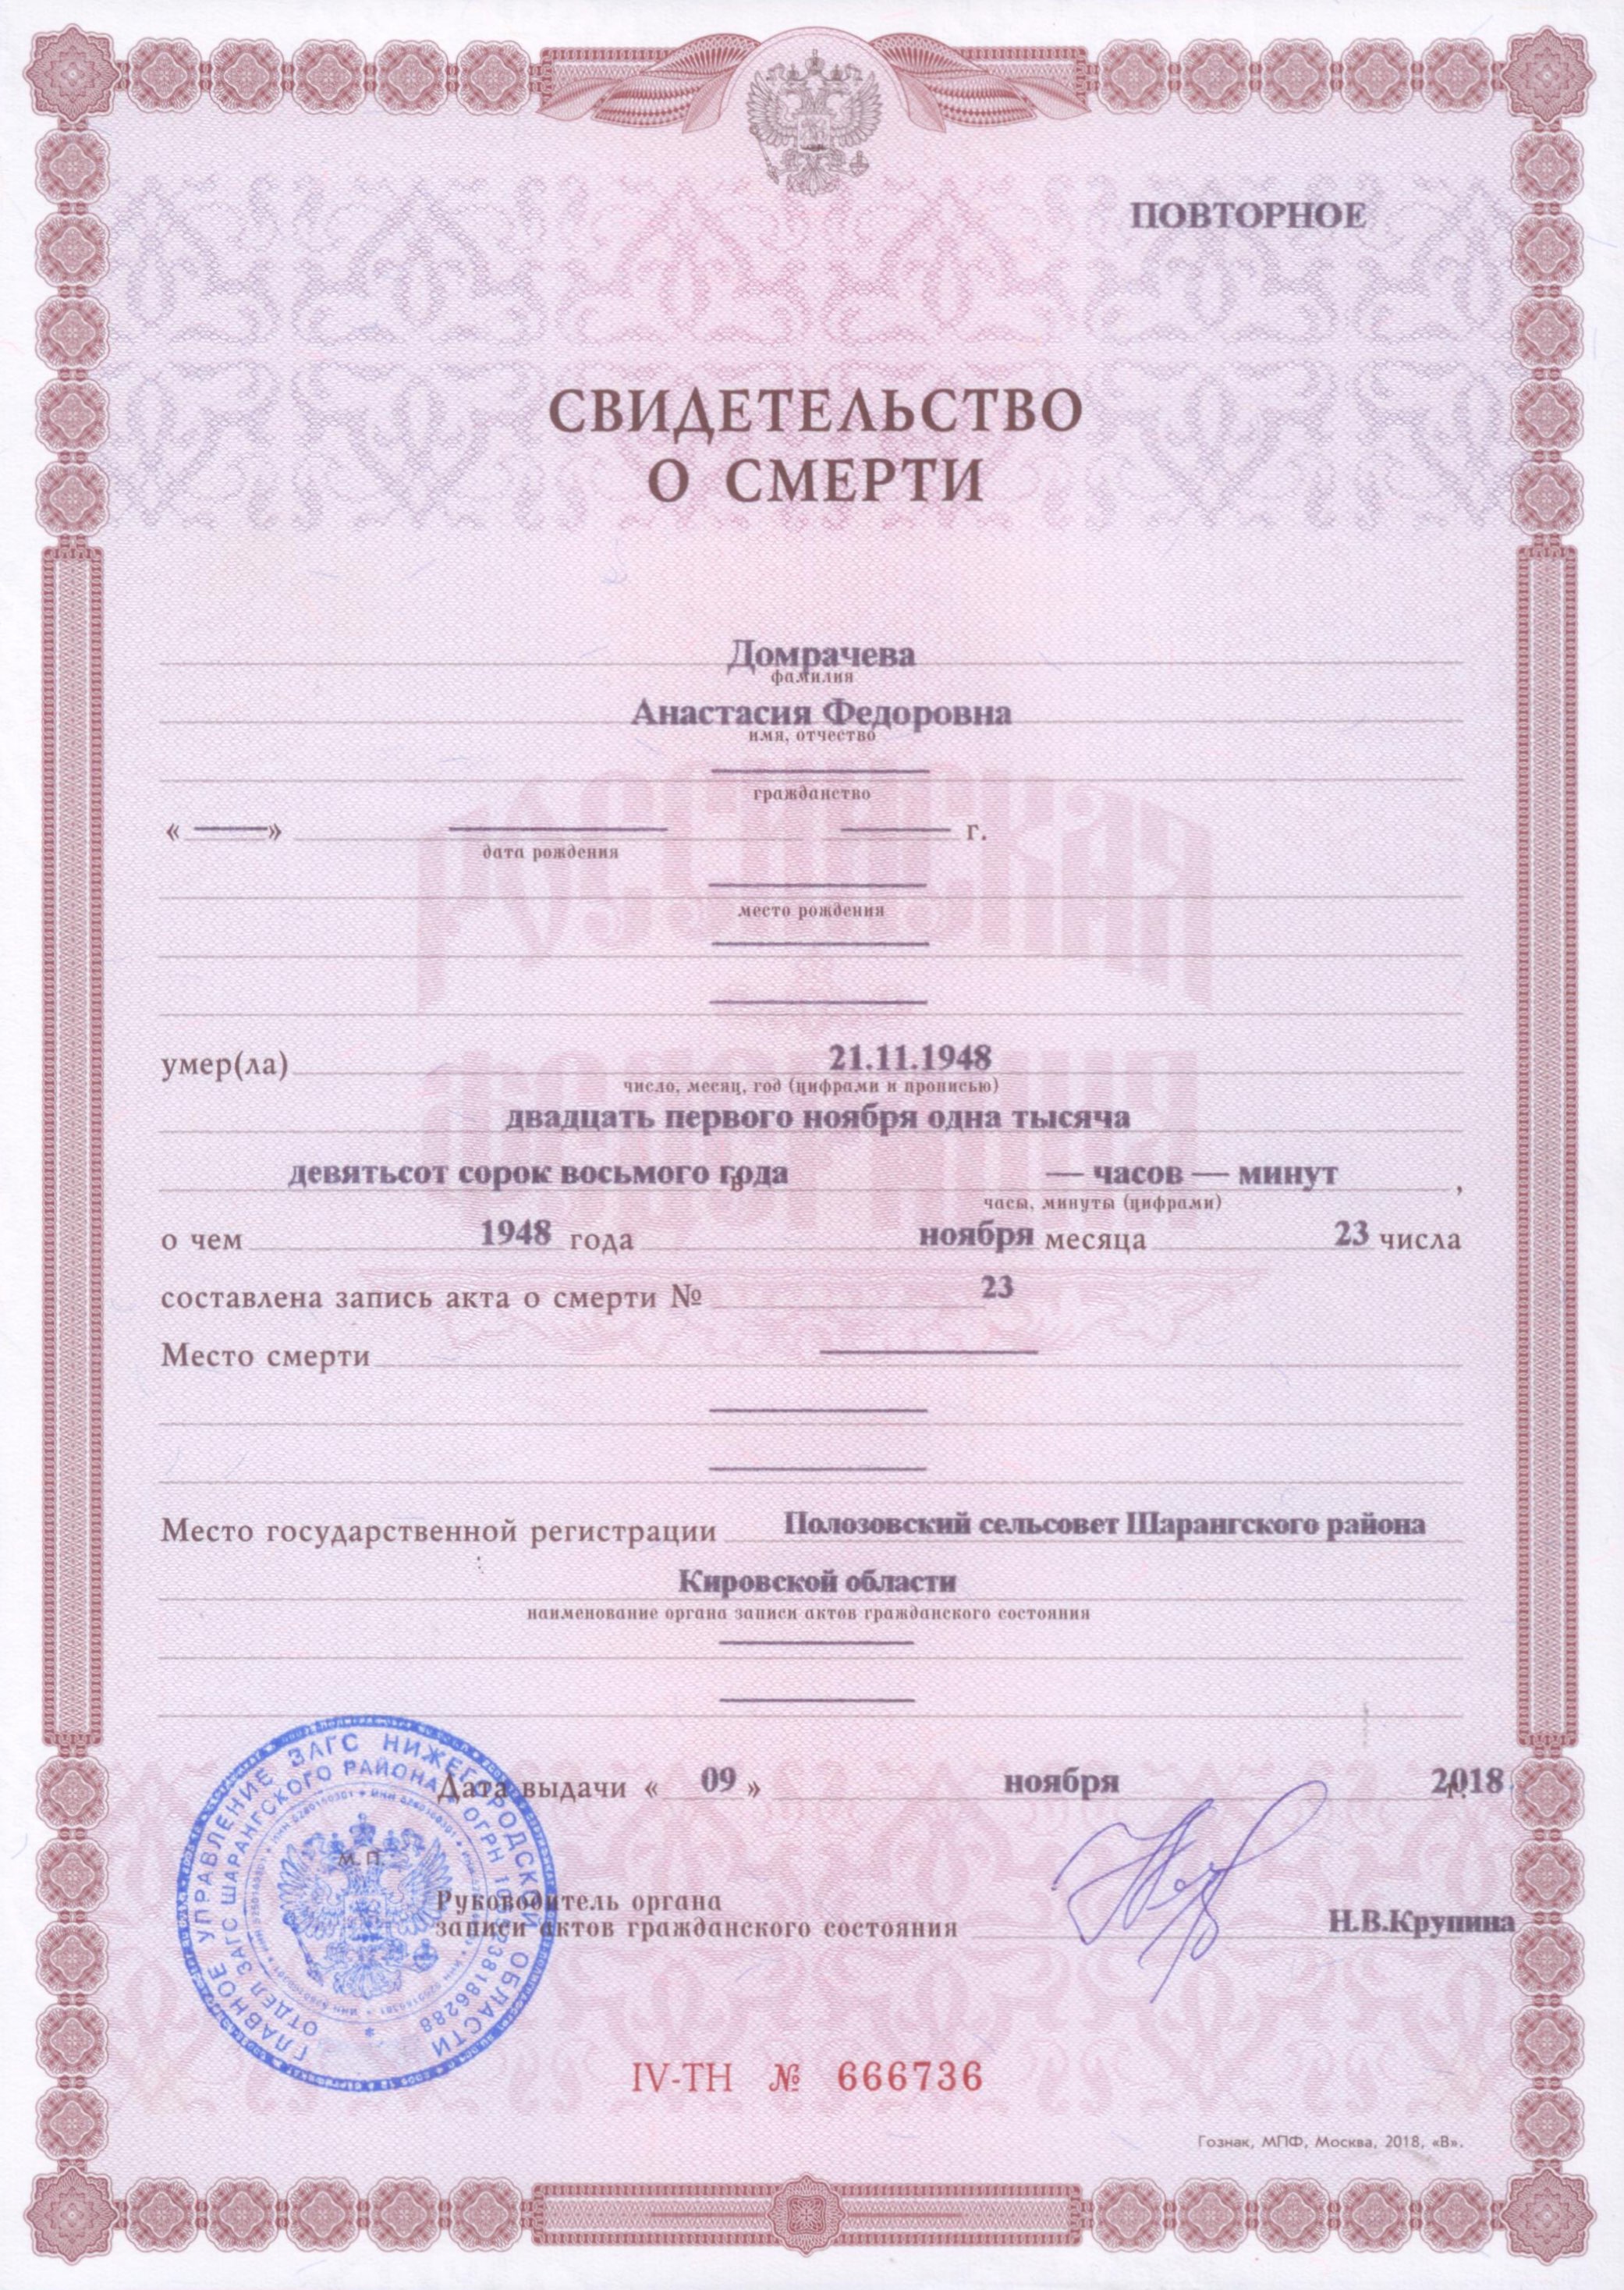 ПОВТОРНОЕ
СВИДЕТЕЛЬСТВО
О СМЕРТИ
Домрачева
фамилия
Анастасия Федоровна
имя, отчество
гражданство
« — » г.
дата рождения
место рождения
умер(ла) 21.11.1948
число, месяц, год (цифрами и прописью)
двадцать первого ноября одна тысяча
девятьсот сорок восьмого года в — часов — минут ,
часы, минуты (цифрами)
о чем 1948 года ноября месяца 23 числа
составлена запись акта о смерти № 23
Место смерти
Место государственной регистрации Полозовский сельсовет Шарангского района
Кировской области
наименование органа записи актов гражданского состояния
Дата выдачи « 09 » ноября 2018 г.
М.П.
Руководитель органа
записи актов гражданского состояния Н.В.Крупина
ГЛАВНОЕ УПРАВЛЕНИЕ ЗАГС НИЖЕГОРОДСКОЙ ОБЛАСТИ
ОТДЕЛ ЗАГС ШАРАНГСКОГО РАЙОНА
IV-ТН № 666736
Гознак, МПФ, Москва, 2018, «В».
РОССИЙСКАЯ
ФЕДЕРАЦИЯ